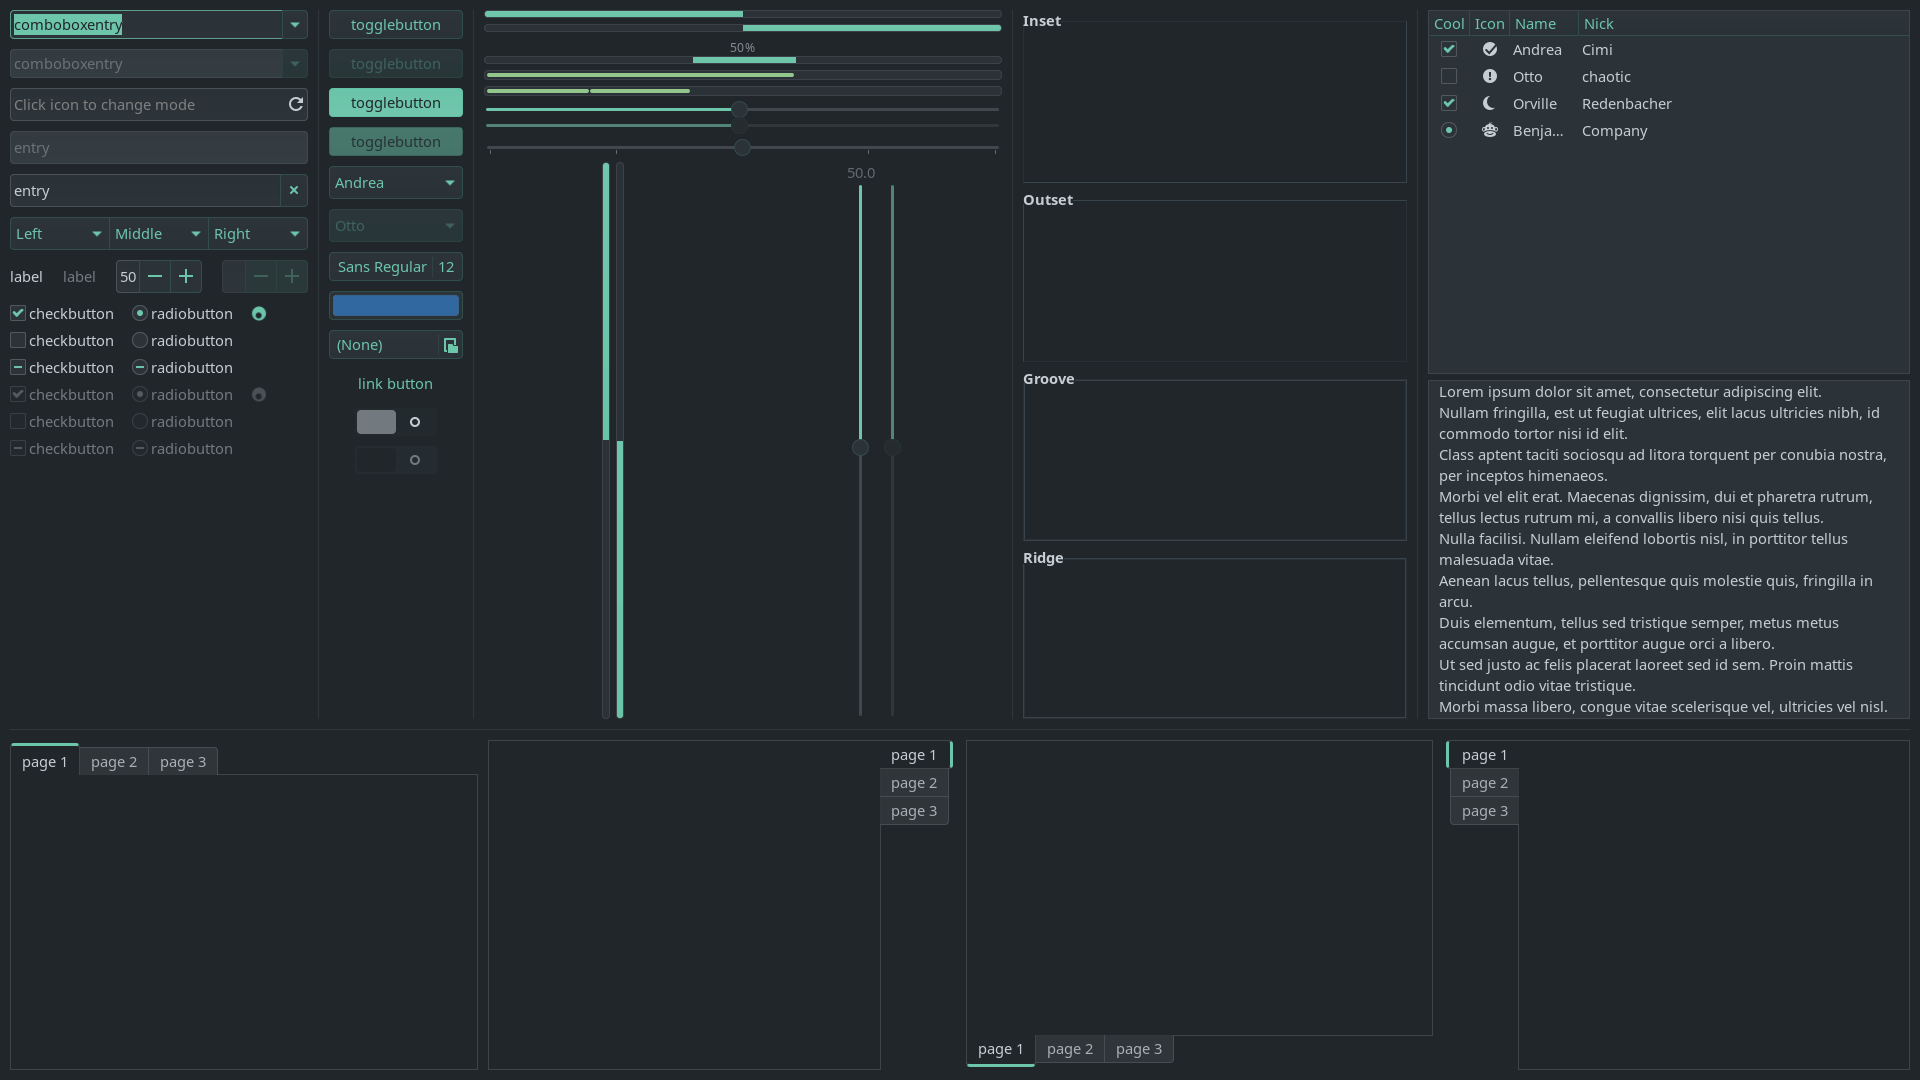 comboboxentry
comboboxentry
Click icon to change mode
entry
entry
Left Middle Right
label label 50
checkbutton radiobutton
checkbutton radiobutton
checkbutton radiobutton
checkbutton radiobutton
checkbutton radiobutton
checkbutton radiobutton
togglebutton
togglebutton
togglebutton
togglebutton
Andrea
Otto
Sans Regular 12
(None)
link button
50%
50.0
Inset
Outset
Groove
Ridge
Cool Icon Name Nick
Andrea Cimi
Otto chaotic
Orville Redenbacher
Benja... Company
Lorem ipsum dolor sit amet, consectetur adipiscing elit.
Nullam fringilla, est ut feugiat ultrices, elit lacus ultricies nibh, id
commodo tortor nisi id elit.
Class aptent taciti sociosqu ad litora torquent per conubia nostra,
per inceptos himenaeos.
Morbi vel elit erat. Maecenas dignissim, dui et pharetra rutrum,
tellus lectus rutrum mi, a convallis libero nisi quis tellus.
Nulla facilisi. Nullam eleifend lobortis nisl, in porttitor tellus
malesuada vitae.
Aenean lacus tellus, pellentesque quis molestie quis, fringilla in
arcu.
Duis elementum, tellus sed tristique semper, metus metus
accumsan augue, et porttitor augue orci a libero.
Ut sed justo ac felis placerat laoreet sed id sem. Proin mattis
tincidunt odio vitae tristique.
Morbi massa libero, congue vitae scelerisque vel, ultricies vel nisl.
page 1 page 2 page 3
page 1
page 2
page 3
page 1 page 2 page 3
page 1
page 2
page 3